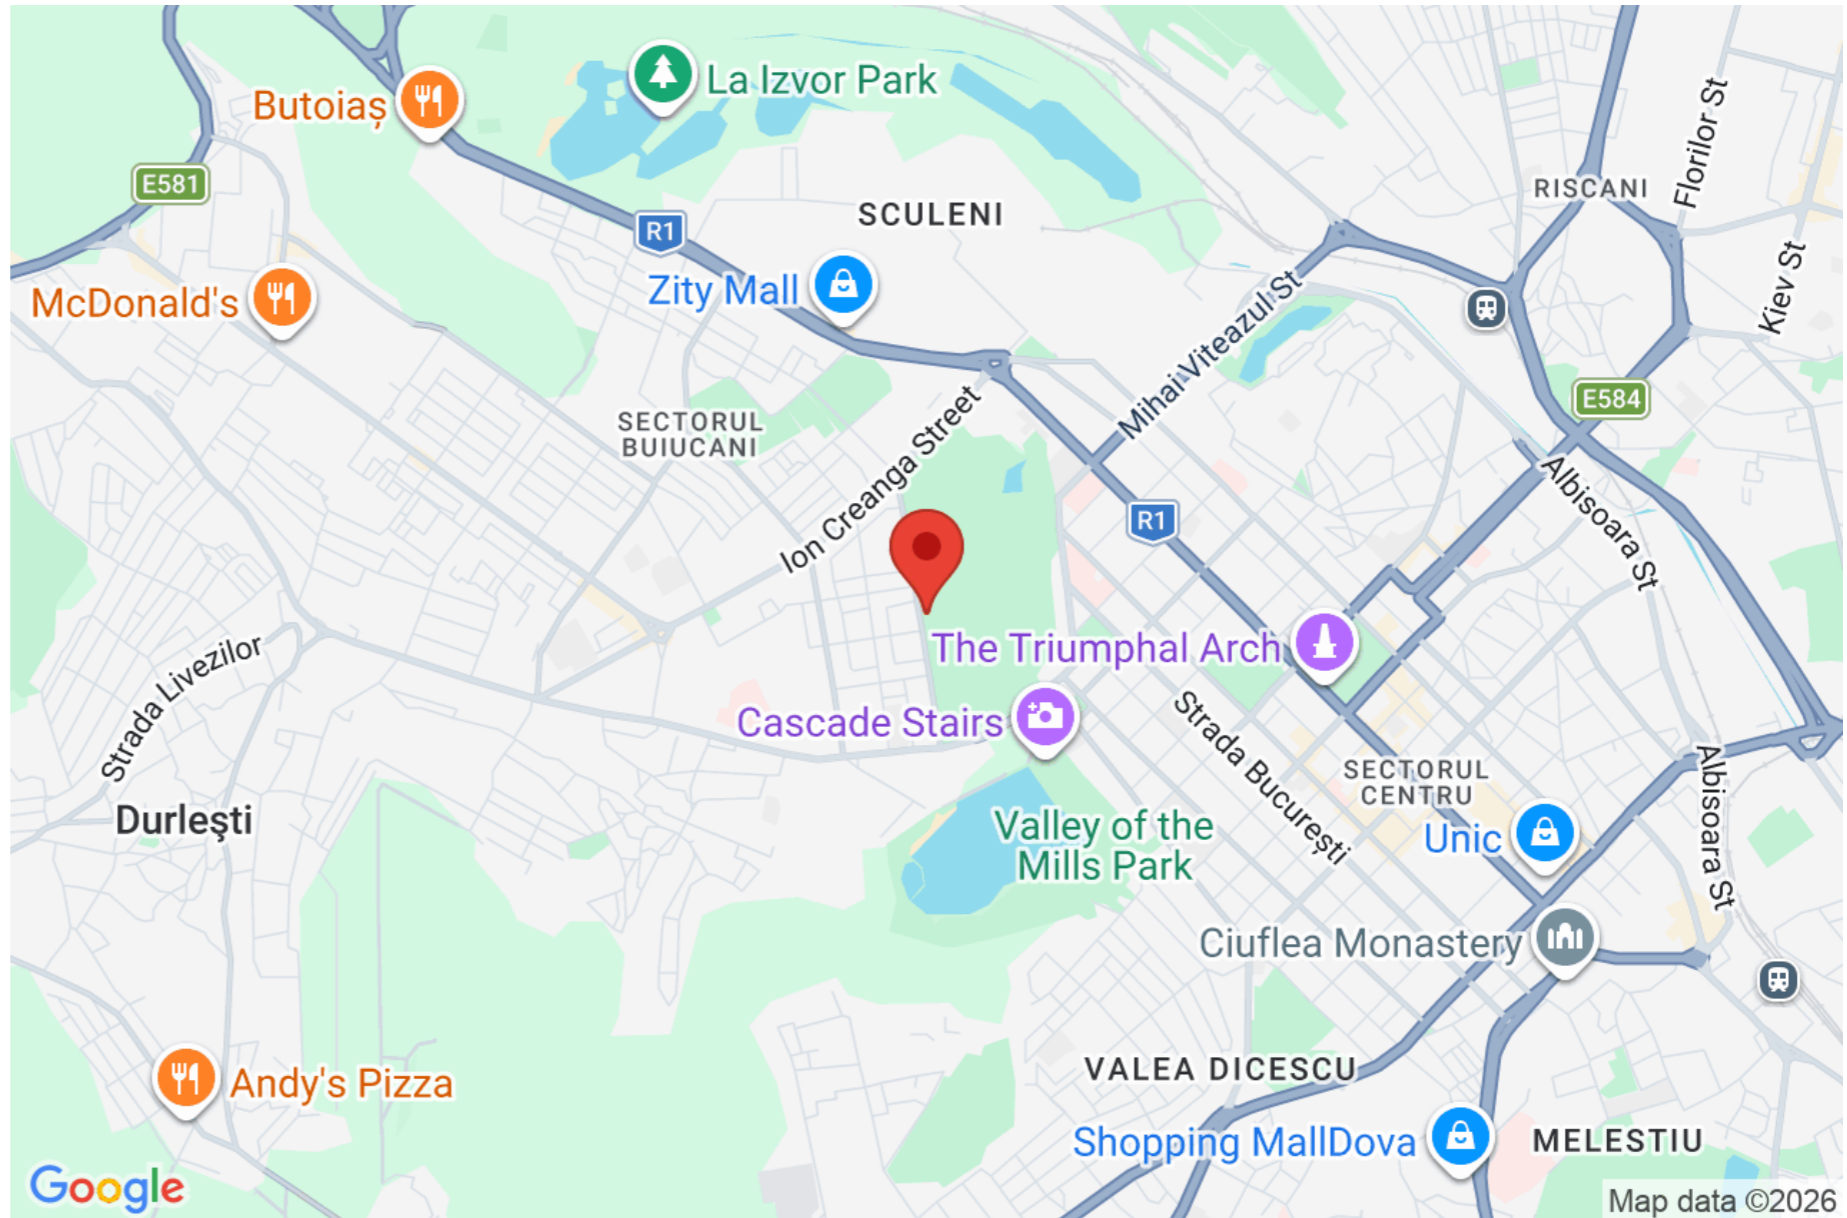 La Izvor Park
Butoiaș
Florilor St
E581
RISCANI
SCULENI
R1
Kiev St
Zity Mall
McDonald's
Mihai Viteazul St
E584
SECTORUL
BUIUCANI
Ion Creanga Street
Albisoara St
R1
The Triumphal Arch
Strada Livezilor
Cascade Stairs
Strada București
SECTORUL
CENTRU
Albisoara St
Durleşti
Valley of the
Mills Park
Unic
Ciuflea Monastery
VALEA DICESCU
Andy's Pizza
Shopping MallDova
MELESTIU
Google
Map data ©2026